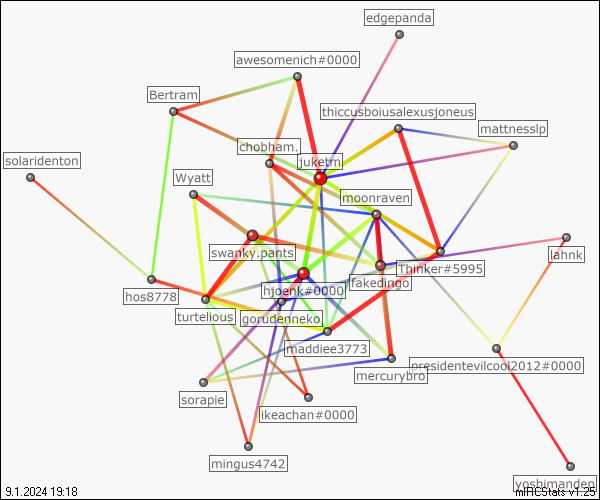 edgepanda
awesomenich#0000
Bertram
thiccusboiusalexusjoneus
mattnesslp
chobham.
juketm
solaridenton
Wyatt
moonraven
swanky.pants
lahnk
Thinker#5995
fakedingo
hjoenk#0000
hos8778
turtelious
gorudenneko
maddiee3773
presidentevilcool2012#0000
mercurybro
sorapie
ikeachan#0000
mingus4742
yoshimanden
9.1.2024 19:18
mIRCStats v1.25